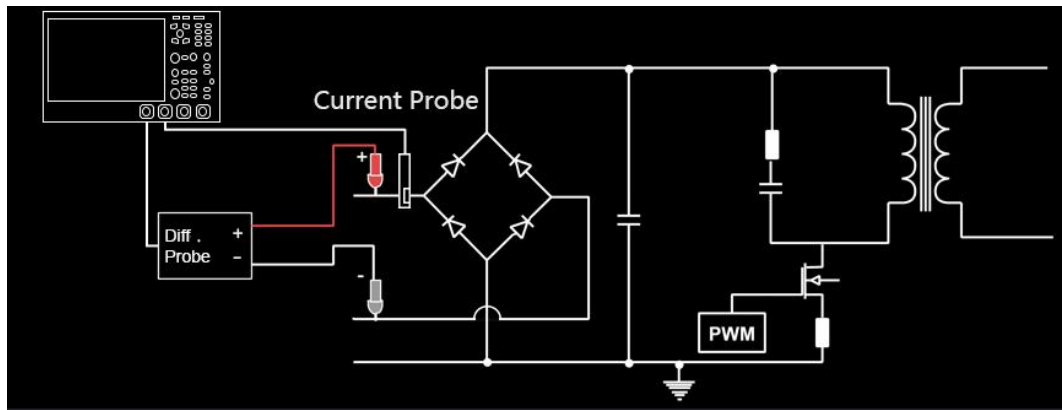 Current Probe
+
Diff . +
Probe -
-
PWM